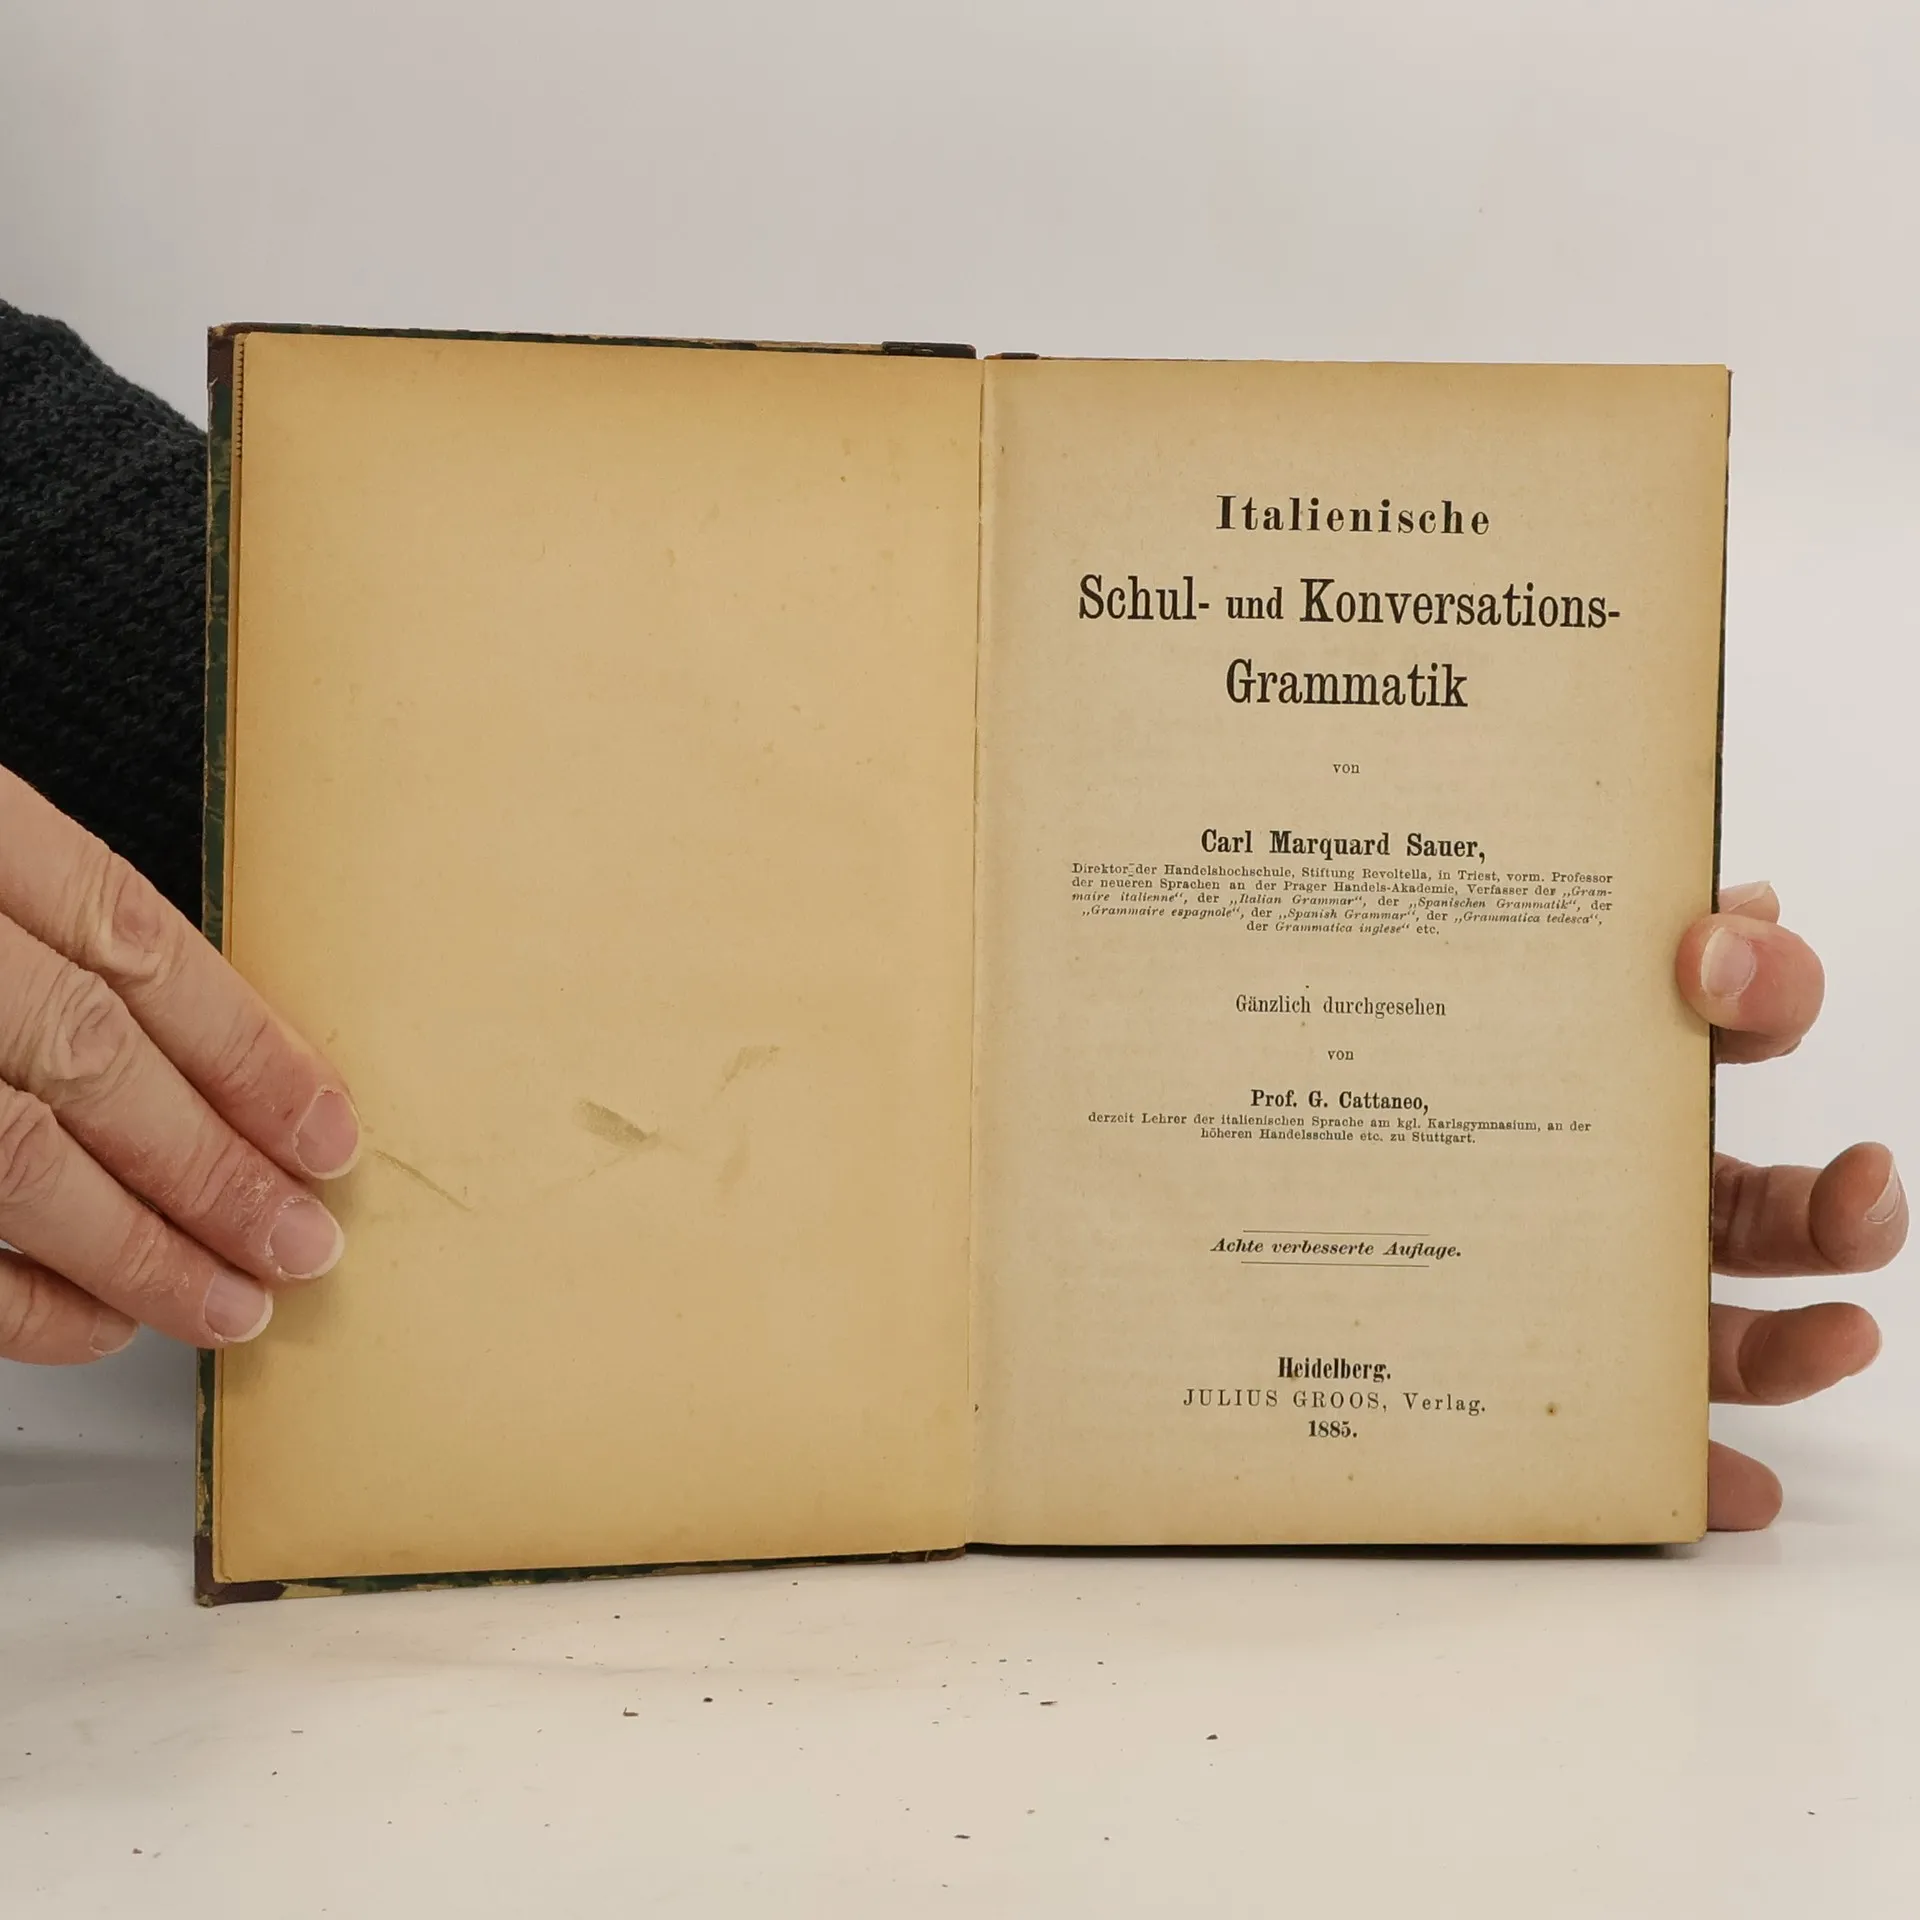 Italienische
Schul- und Konversations-
Grammatik
von
Carl Marquard Sauer,
Direktor der Handelshochschule, Stiftung Revoltella, in Triest, vorm. Professor
der neueren Sprachen an der Prager Handels-Akademie, Verfasser der „Gram-
maire italienne“, der „Italian Grammar“, der „Spanischen Grammatik“, der
„Grammaire espagnole“, der „Spanish Grammar“, der „Grammatica tedesca“,
der Grammatica inglese“ etc.
Gänzlich durchgesehen
von
Prof. G. Cattaneo,
derzeit Lehrer der italienischen Sprache am kgl. Karlsgymnasium, an der
höheren Handelsschule etc. zu Stuttgart.
Achte verbesserte Auflage.
Heidelberg.
JULIUS GROOS, Verlag.
1885.